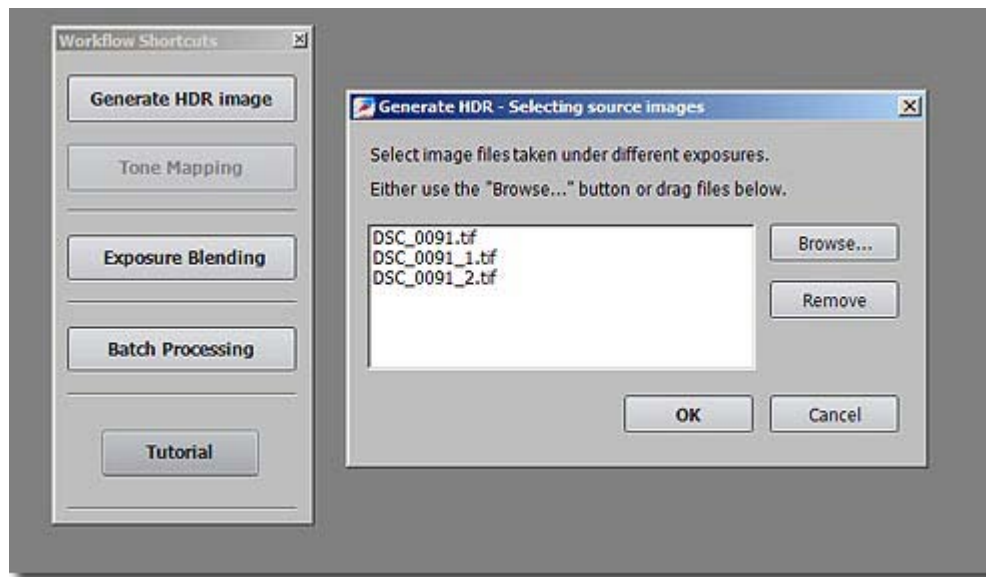 Workflow Shortcuts
Generate HDR image
Tone Mapping
Exposure Blending
Batch Processing
Tutorial
Generate HDR - Selecting source images
Select image files taken under different exposures.
Either use the "Browse..." button or drag files below.
DSC_0091.tif
DSC_0091_1.tif
DSC_0091_2.tif
Browse...
Remove
OK
Cancel